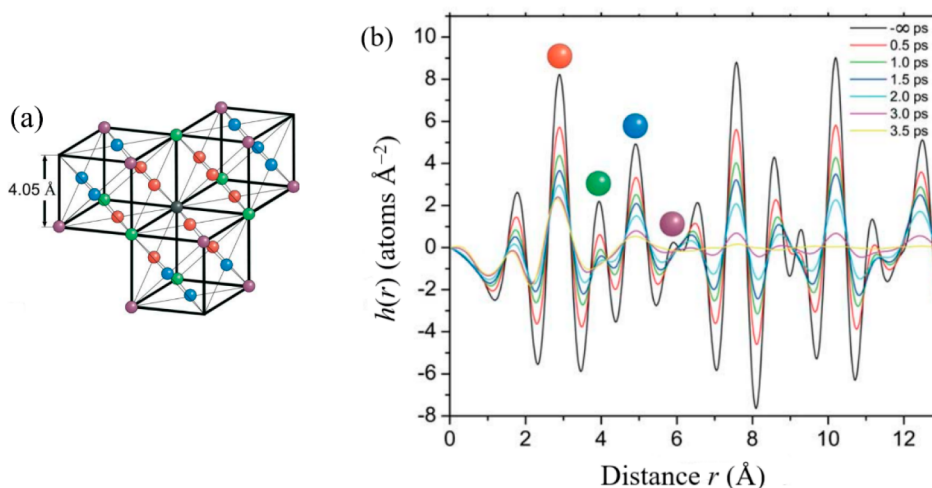 (a)
4.05 Å
(b)
h(r) (atoms Å⁻²)
10
8
6
4
2
0
-2
-4
-6
-8
-∞ ps
0.5 ps
1.0 ps
1.5 ps
2.0 ps
3.0 ps
3.5 ps
0 2 4 6 8 10 12
Distance r (Å)